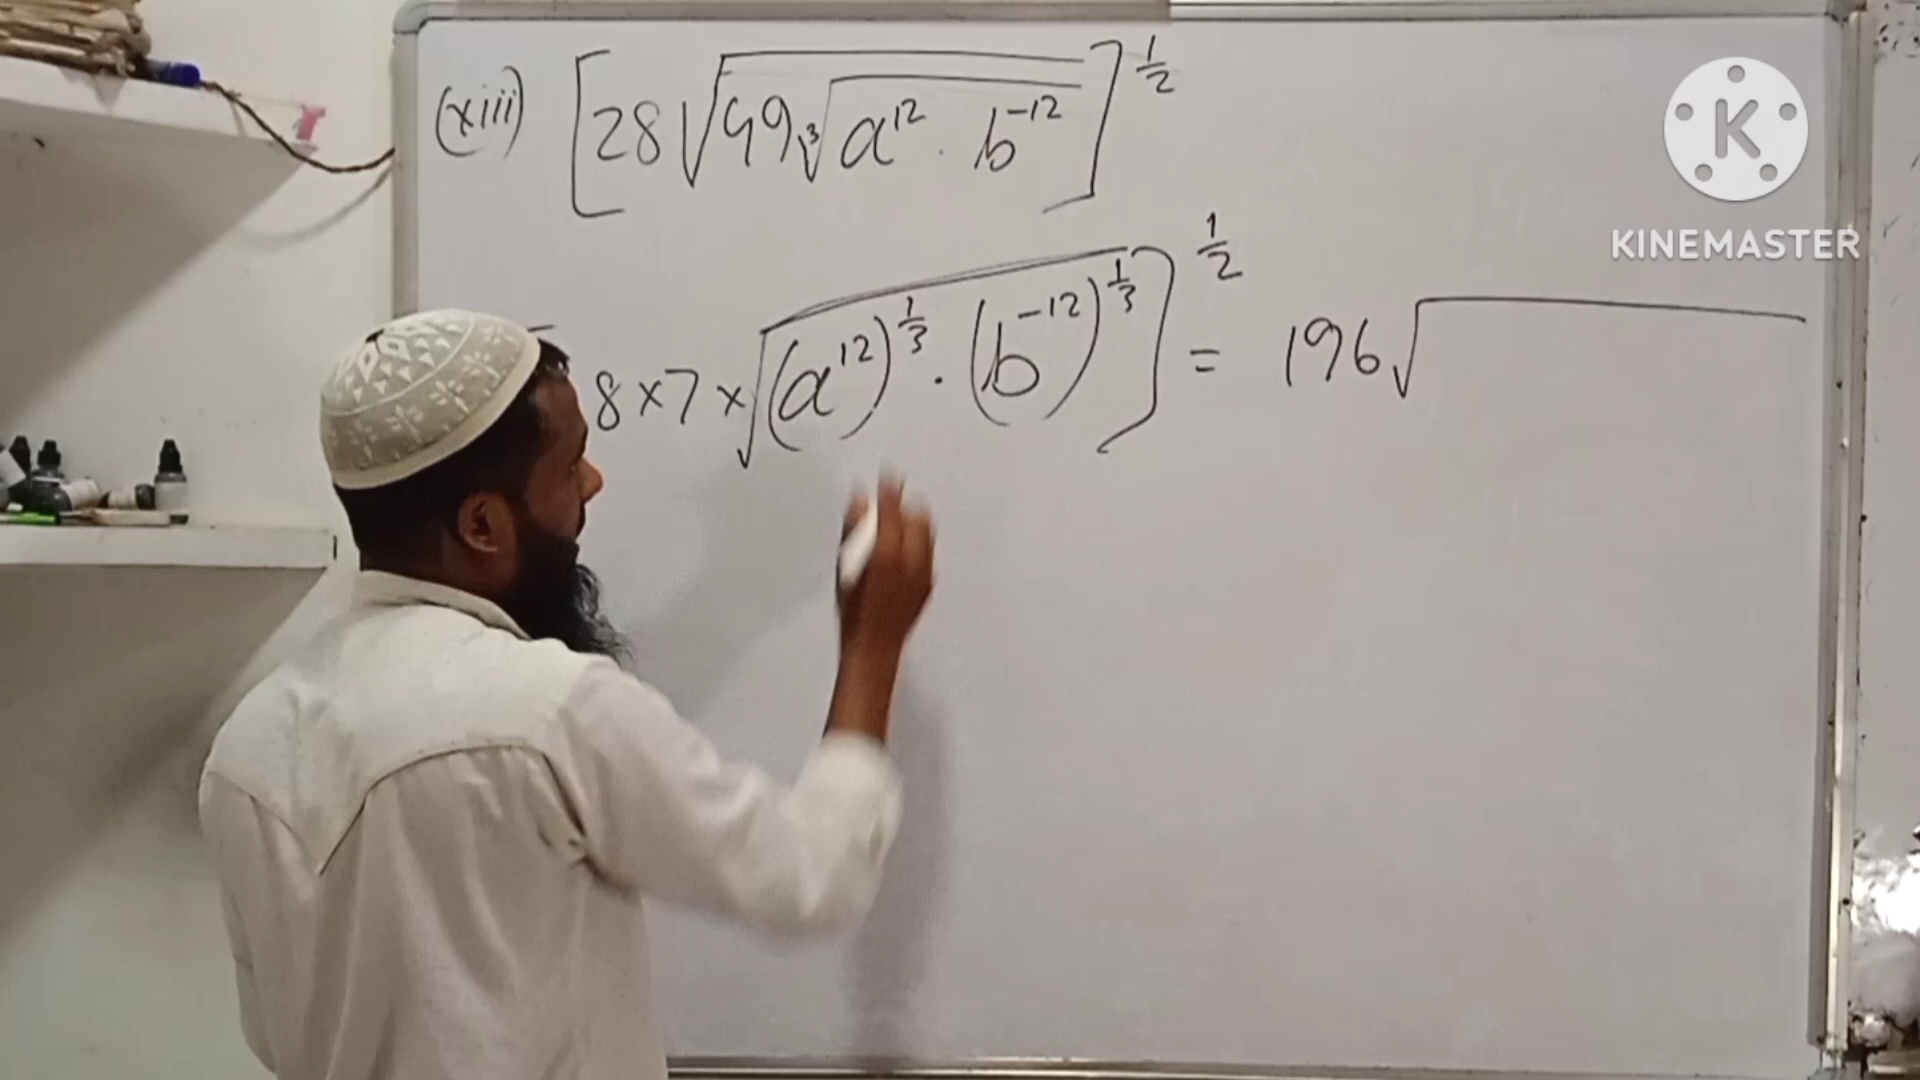 (xiii) [28√49∛a¹² · b⁻¹²]^½
8 × 7 × √(a¹²)^⅓ · (b⁻¹²)^⅓]^½ = 196√
K
KINEMASTER